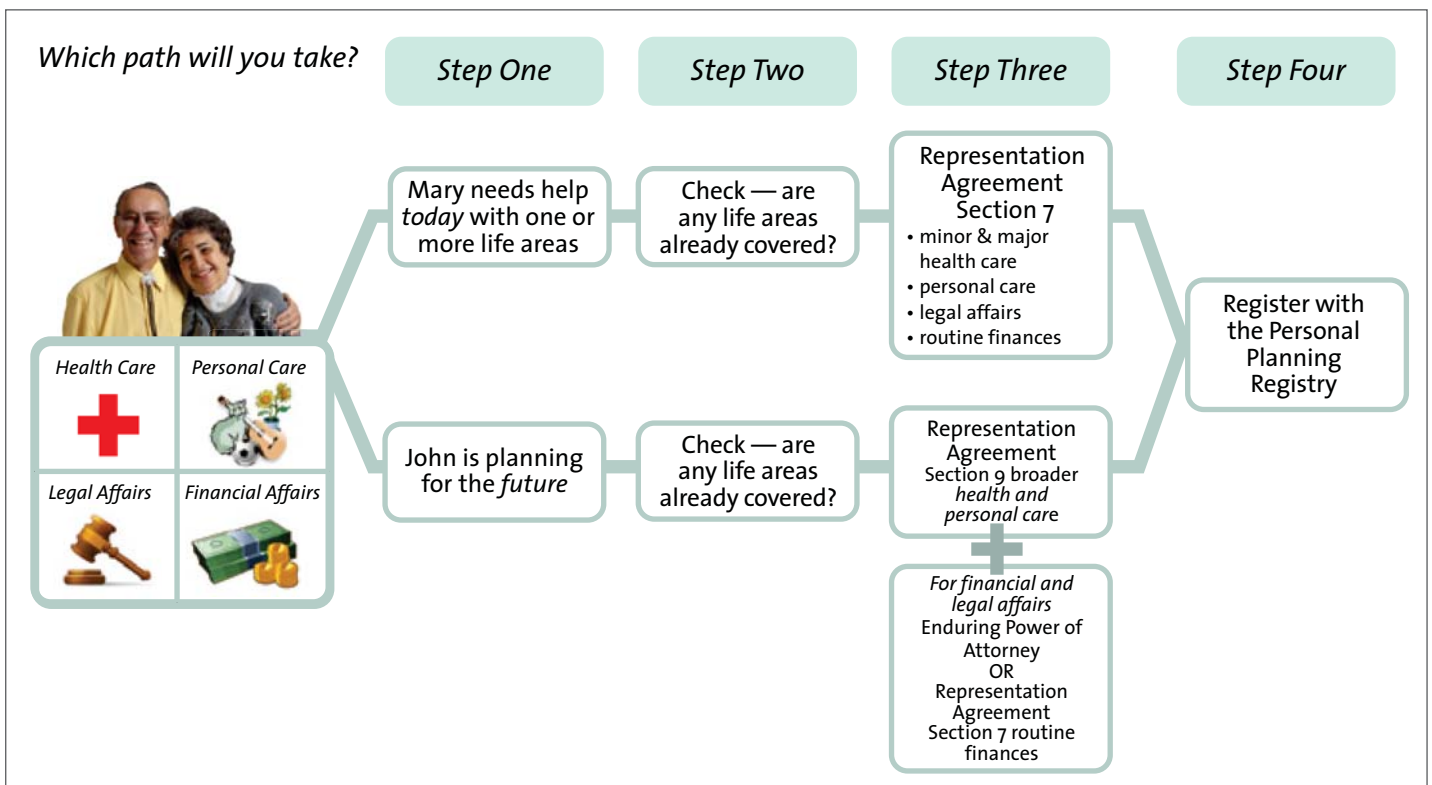 Which path will you take?
Step One
Step Two
Step Three
Step Four
Health Care
Personal Care
Legal Affairs
Financial Affairs
Mary needs help
today with one or
more life areas
Check — are
any life areas
already covered?
Representation
Agreement
Section 7
• minor & major
health care
• personal care
• legal affairs
• routine finances
John is planning
for the future
Check — are
any life areas
already covered?
Representation
Agreement
Section 9 broader
health and
personal care
For financial and
legal affairs
Enduring Power of
Attorney
OR
Representation
Agreement
Section 7 routine
finances
Register with
the Personal
Planning
Registry